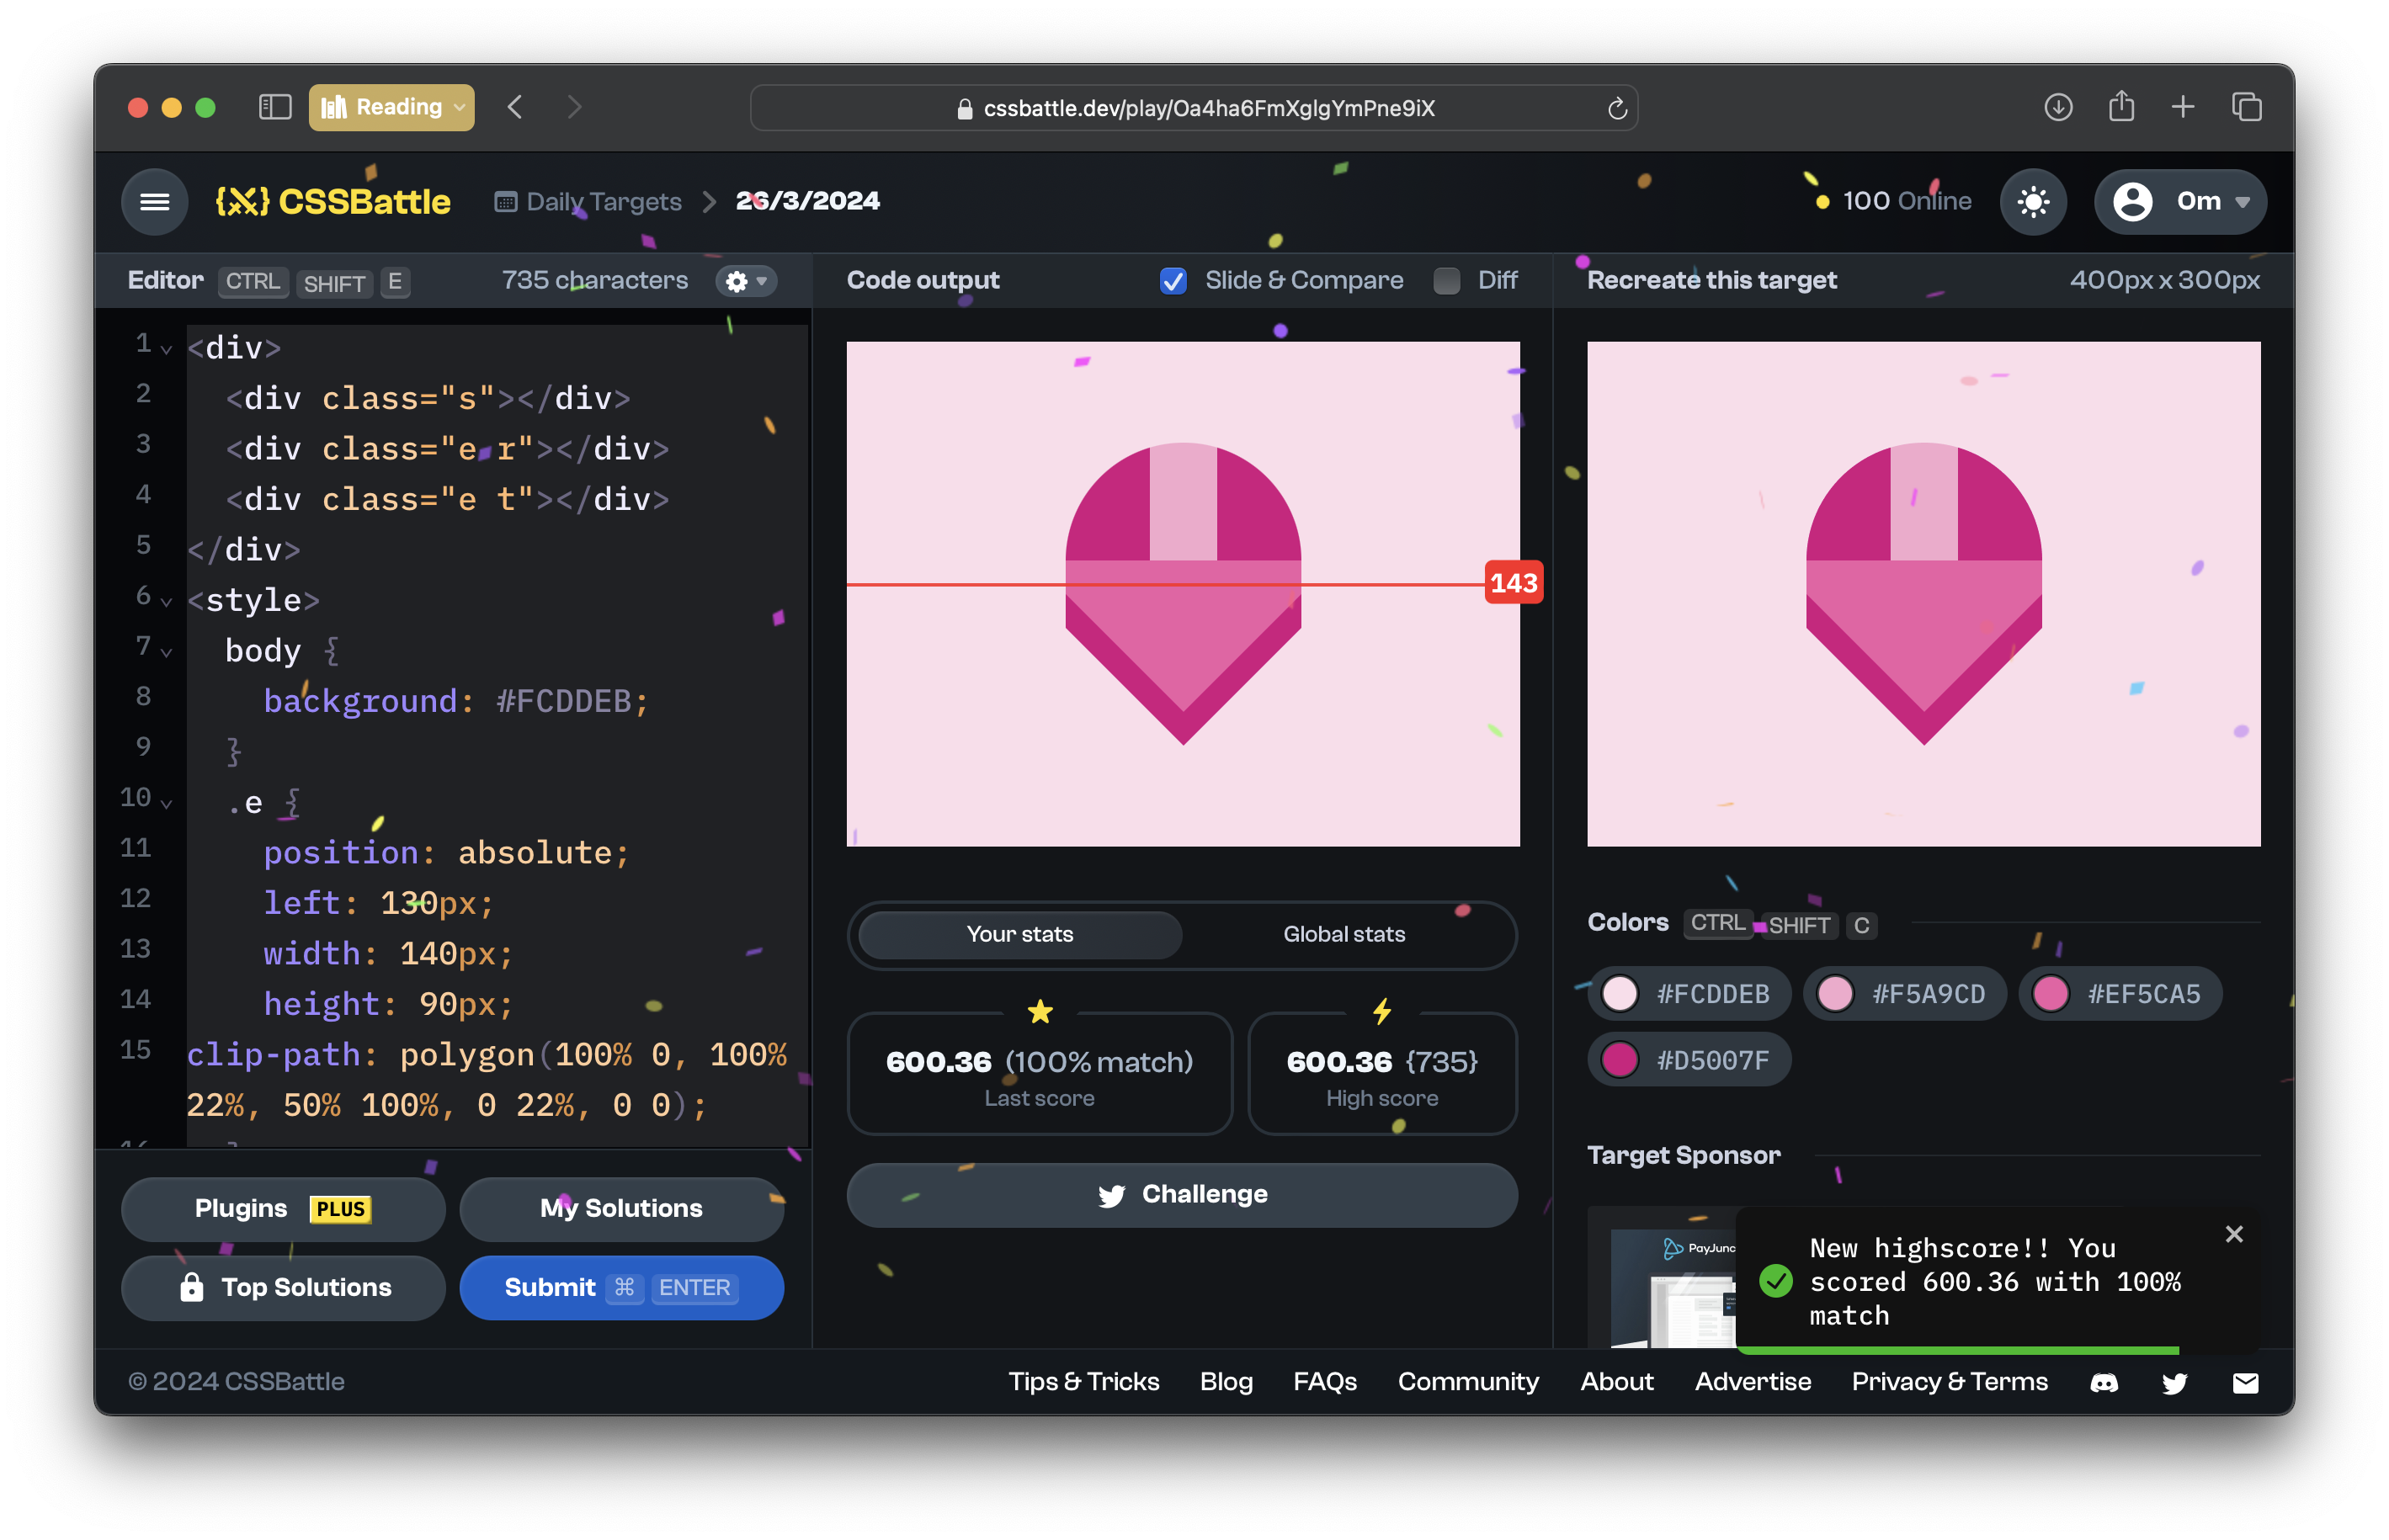 Reading
cssbattle.dev/play/Oa4ha6FmXglgYmPne9iX
{⚔} CSSBattle
Daily Targets > 26/3/2024
100 Online
0m
Editor CTRL SHIFT E
735 characters
Code output
Slide & Compare
Diff
Recreate this target
400px x 300px
1 <div>
2 <div class="s"></div>
3 <div class="e r"></div>
4 <div class="e t"></div>
5 </div>
6 <style>
7 body {
8 background: #FCDDEB;
9 }
10 .e {
11 position: absolute;
12 left: 130px;
13 width: 140px;
14 height: 90px;
15 clip-path: polygon(100% 0, 100%
22%, 50% 100%, 0 22%, 0 0);
143
Your stats
Global stats
600.36 (100% match)
Last score
600.36 {735}
High score
Challenge
Colors CTRL SHIFT C
#FCDDEB
#F5A9CD
#EF5CA5
#D5007F
Target Sponsor
PayJunc
New highscore!! You
scored 600.36 with 100%
match
Plugins PLUS
My Solutions
Top Solutions
Submit ⌘ ENTER
© 2024 CSSBattle
Tips & Tricks
Blog
FAQs
Community
About
Advertise
Privacy & Terms